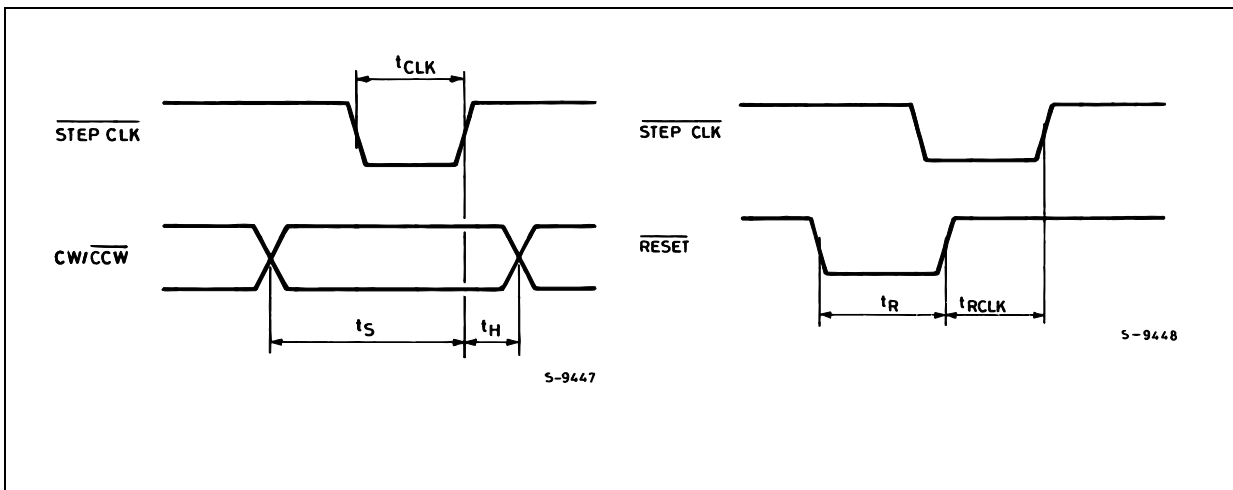 tCLK
STEP CLK
CW/CCW
tS
tH
S-9447
STEP CLK
RESET
tR
tRCLK
S-9448